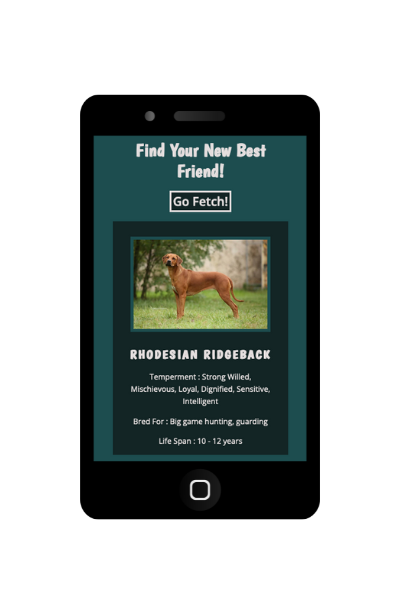 Find Your New Best
Friend!
Go Fetch!
RHODESIAN RIDGEBACK
Temperment : Strong Willed,
Mischievous, Loyal, Dignified, Sensitive,
Intelligent
Bred For : Big game hunting, guarding
Life Span : 10 - 12 years